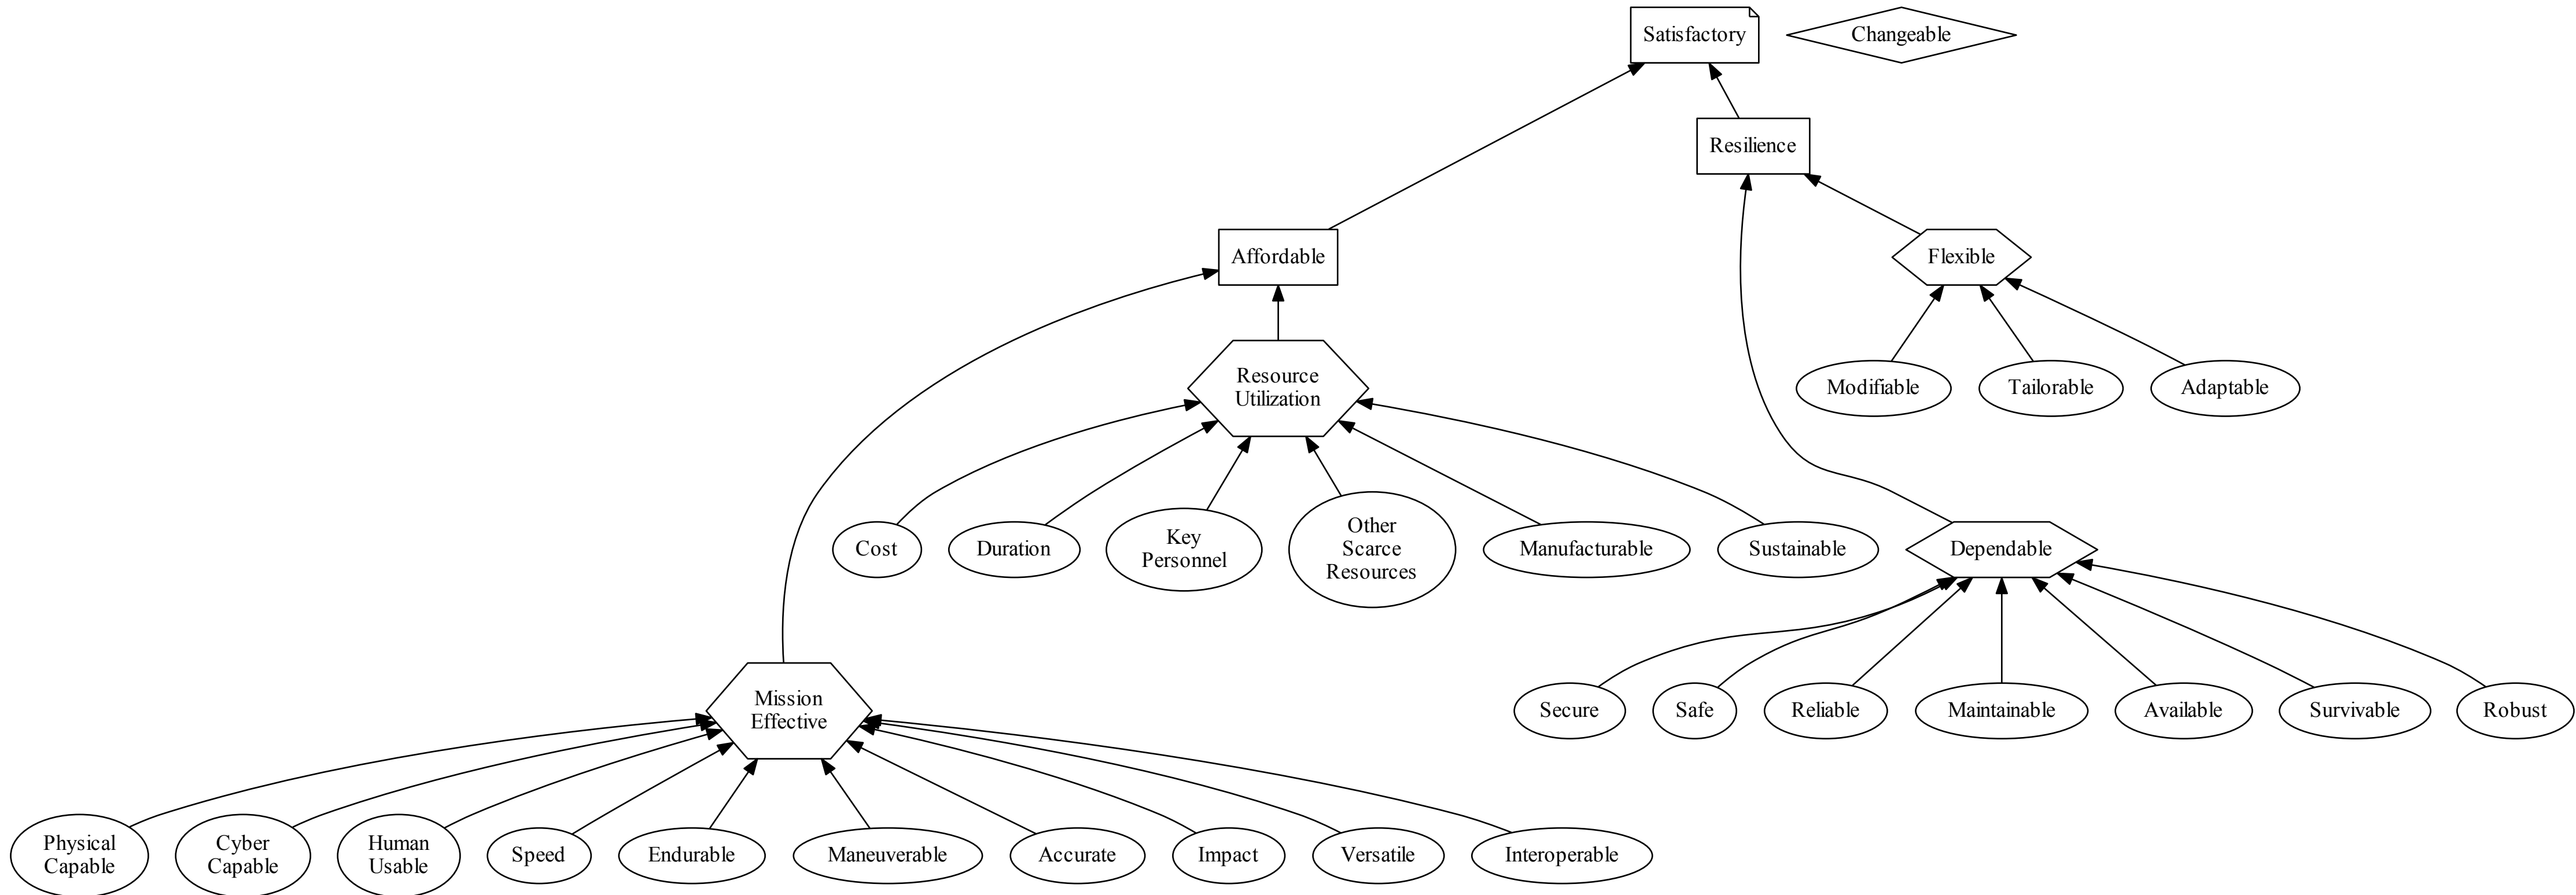 Satisfactory
Changeable
Resilience
Affordable
Flexible
Resource
Utilization
Modifiable
Tailorable
Adaptable
Cost
Duration
Key
Personnel
Other
Scarce
Resources
Manufacturable
Sustainable
Dependable
Mission
Effective
Secure
Safe
Reliable
Maintainable
Available
Survivable
Robust
Physical
Capable
Cyber
Capable
Human
Usable
Speed
Endurable
Maneuverable
Accurate
Impact
Versatile
Interoperable